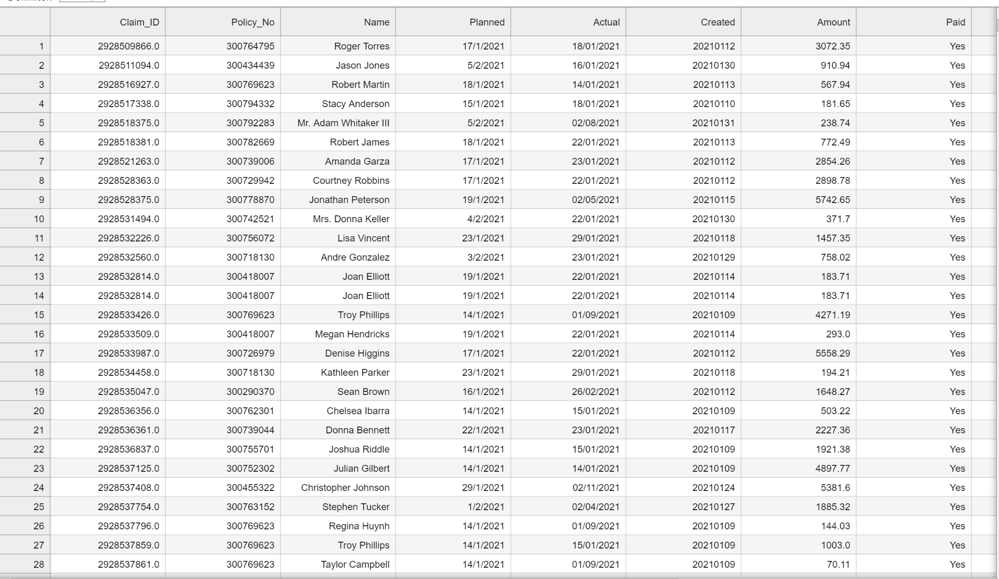 Claim_ID Policy_No Name Planned Actual Created Amount Paid
1 2928509866.0 300764795 Roger Torres 17/1/2021 18/01/2021 20210112 3072.35 Yes
2 2928511094.0 300434439 Jason Jones 5/2/2021 16/01/2021 20210130 910.94 Yes
3 2928516927.0 300769623 Robert Martin 18/1/2021 14/01/2021 20210113 567.94 Yes
4 2928517338.0 300794332 Stacy Anderson 15/1/2021 18/01/2021 20210110 181.65 Yes
5 2928518375.0 300792283 Mr. Adam Whitaker III 5/2/2021 02/08/2021 20210131 238.74 Yes
6 2928518381.0 300782669 Robert James 18/1/2021 22/01/2021 20210113 772.49 Yes
7 2928521263.0 300739006 Amanda Garza 17/1/2021 23/01/2021 20210112 2854.26 Yes
8 2928528363.0 300729942 Courtney Robbins 17/1/2021 22/01/2021 20210112 2898.78 Yes
9 2928528375.0 300778870 Jonathan Peterson 19/1/2021 02/05/2021 20210115 5742.65 Yes
10 2928531494.0 300742521 Mrs. Donna Keller 4/2/2021 22/01/2021 20210130 371.7 Yes
11 2928532226.0 300756072 Lisa Vincent 23/1/2021 29/01/2021 20210118 1457.35 Yes
12 2928532560.0 300718130 Andre Gonzalez 3/2/2021 23/01/2021 20210129 758.02 Yes
13 2928532814.0 300418007 Joan Elliott 19/1/2021 22/01/2021 20210114 183.71 Yes
14 2928532814.0 300418007 Joan Elliott 19/1/2021 22/01/2021 20210114 183.71 Yes
15 2928533426.0 300769623 Troy Phillips 14/1/2021 01/09/2021 20210109 4271.19 Yes
16 2928533509.0 300418007 Megan Hendricks 19/1/2021 22/01/2021 20210114 293.0 Yes
17 2928533987.0 300726979 Denise Higgins 17/1/2021 22/01/2021 20210112 5558.29 Yes
18 2928534458.0 300718130 Kathleen Parker 23/1/2021 29/01/2021 20210118 194.21 Yes
19 2928535047.0 300290370 Sean Brown 16/1/2021 26/02/2021 20210112 1648.27 Yes
20 2928536356.0 300762301 Chelsea Ibarra 14/1/2021 15/01/2021 20210109 503.22 Yes
21 2928536361.0 300739044 Donna Bennett 22/1/2021 23/01/2021 20210117 2227.36 Yes
22 2928536837.0 300755701 Joshua Riddle 14/1/2021 15/01/2021 20210109 1921.38 Yes
23 2928537125.0 300752302 Julian Gilbert 14/1/2021 14/01/2021 20210109 4897.77 Yes
24 2928537408.0 300455322 Christopher Johnson 29/1/2021 02/11/2021 20210124 5381.6 Yes
25 2928537754.0 300763152 Stephen Tucker 1/2/2021 02/04/2021 20210127 1885.32 Yes
26 2928537796.0 300769623 Regina Huynh 14/1/2021 01/09/2021 20210109 144.03 Yes
27 2928537859.0 300769623 Troy Phillips 14/1/2021 15/01/2021 20210109 1003.0 Yes
28 2928537861.0 300769623 Taylor Campbell 14/1/2021 01/09/2021 20210109 70.11 Yes